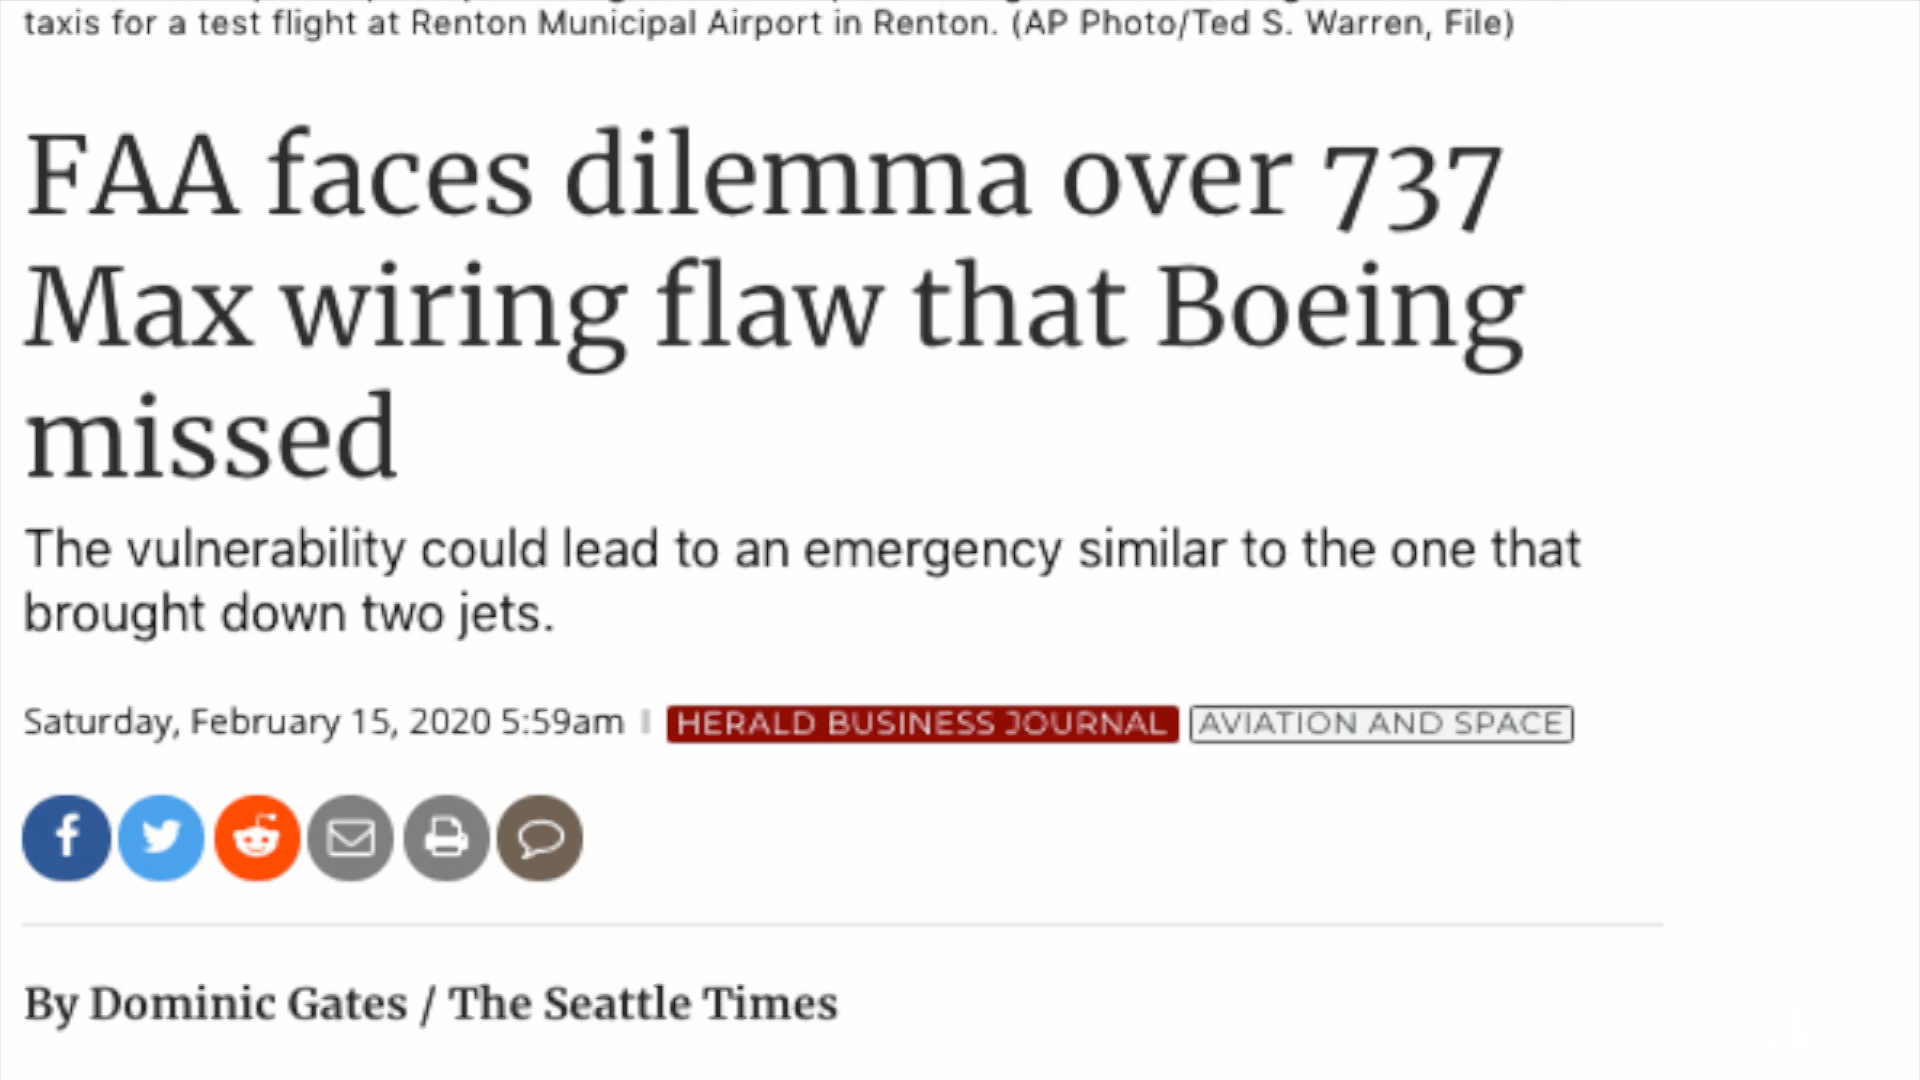 taxis for a test flight at Renton Municipal Airport in Renton. (AP Photo/Ted S. Warren, File)
FAA faces dilemma over 737
Max wiring flaw that Boeing
missed
The vulnerability could lead to an emergency similar to the one that
brought down two jets.
Saturday, February 15, 2020 5:59am | HERALD BUSINESS JOURNAL AVIATION AND SPACE
By Dominic Gates / The Seattle Times